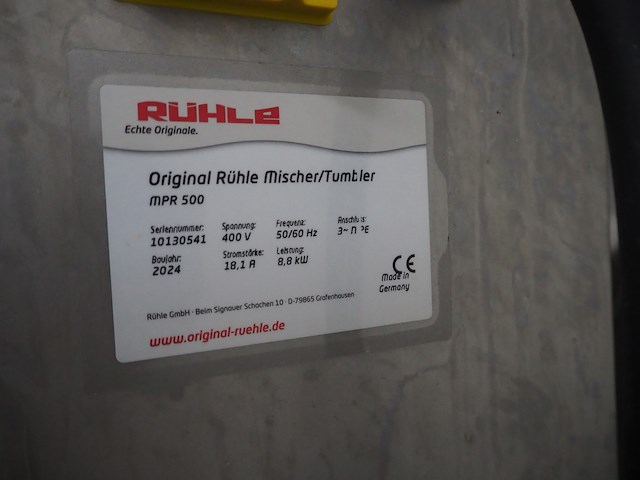 RÜHLE
Echte Originale.
Original Rühle Mischer/Tumbler
MPR 500
Seriennummer: Spannung: Frequenz: Anschluss:
10130541 400 V 50/60 Hz
Baujahr: Stromstärke: Leistung:
2024 18,1 A 8,8 kW
CE
Made in
Germany
Rühle GmbH · Beim Signauer Schachen 10 · D-79865 Grafenhausen
www.original-ruehle.de